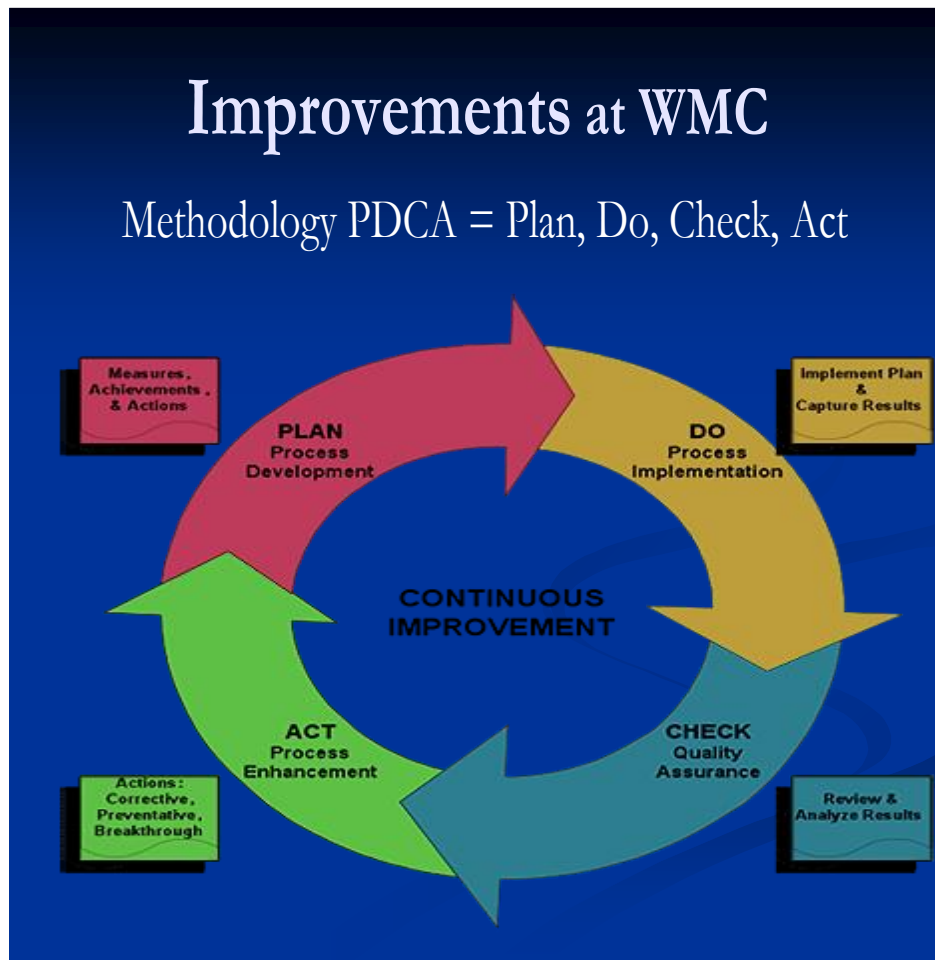 Improvements at WMC
Methodology PDCA = Plan, Do, Check, Act
Measures,
Achievements,
& Actions
PLAN
Process
Development
DO
Process
Implementation
Implement Plan
&
Capture Results
CONTINUOUS
IMPROVEMENT
ACT
Process
Enhancement
CHECK
Quality
Assurance
Actions:
Corrective,
Preventative,
Breakthrough
Review &
Analyze Results